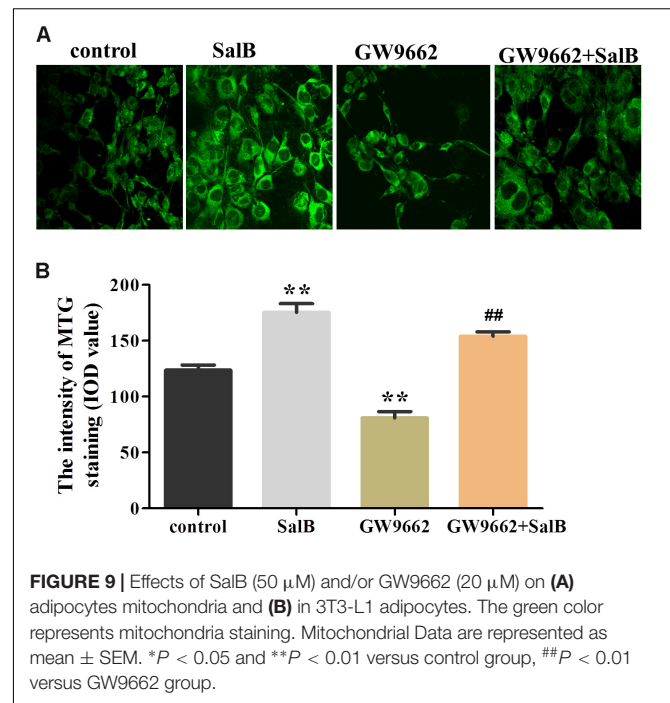 A
control SalB GW9662 GW9662+SalB
B
The intensity of MTG
staining (IOD value)
200
150
100
50
0
**
**
##
control SalB GW9662 GW9662+SalB
FIGURE 9 | Effects of SalB (50 μM) and/or GW9662 (20 μM) on (A)
adipocytes mitochondria and (B) in 3T3-L1 adipocytes. The green color
represents mitochondria staining. Mitochondrial Data are represented as
mean ± SEM. *P < 0.05 and **P < 0.01 versus control group, ##P < 0.01
versus GW9662 group.